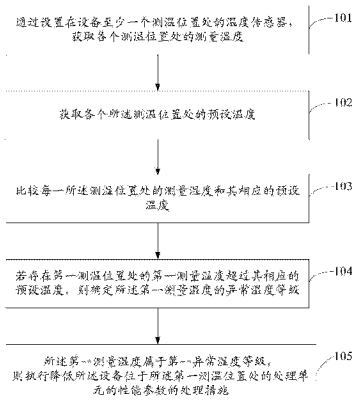 通过设置在设备至少一个测温位置处的温度传感器,
获取各个测温位置处的测量温度
101
获取各个所述测温位置处的预设温度
102
比较每一所述测温位置处的测量温度和其相应的预设
温度
103
若存在第一测温位置处的第一测量温度超过其相应的
预设温度,则确定所述第一测量温度的异常温度等级
104
所述第一测量温度属于第一异常温度等级,
则执行降低所述设备位于所述第一测温位置处的处理单
元的性能参数的处理措施
105